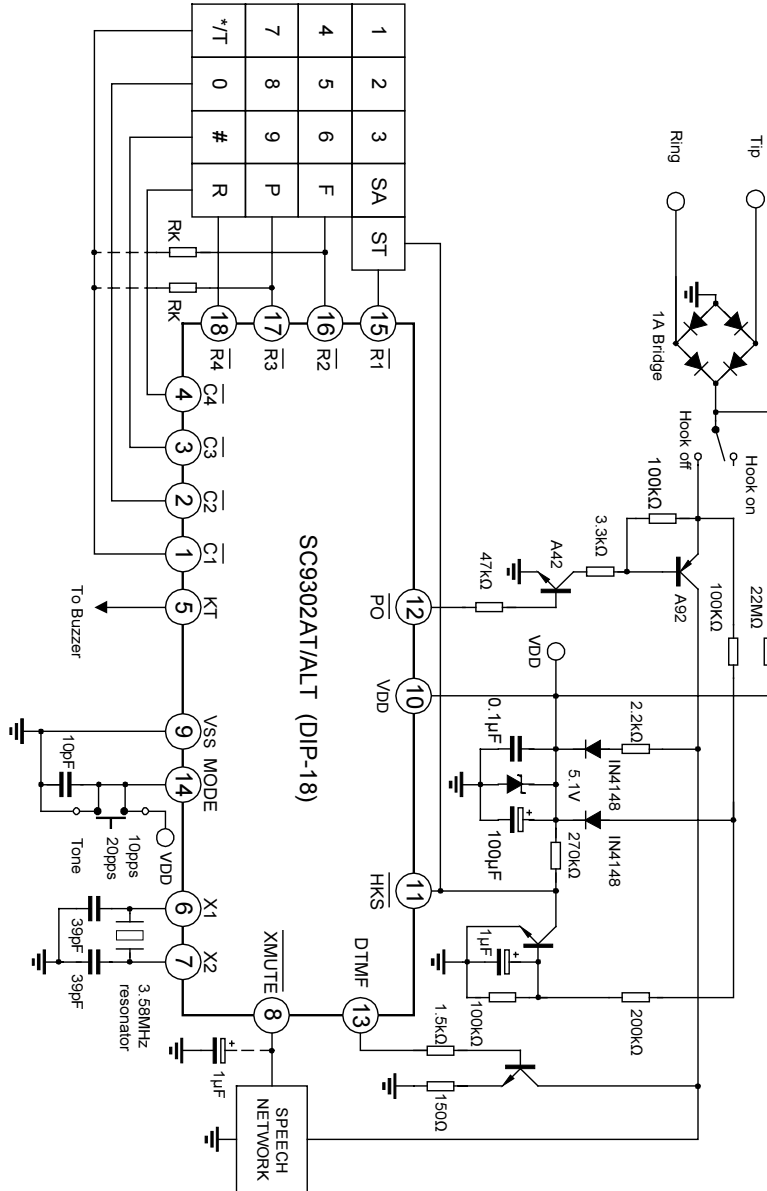 Tip
Ring
1A Bridge
Hook on
Hook off
22MΩ
100KΩ
A92
100kΩ
3.3kΩ
A42
47kΩ
VDD
2.2kΩ
IN4148
IN4148
0.1µF
5.1V
100µF
270kΩ
200kΩ
100kΩ
1µF
1.5kΩ
150Ω
1 2 3 SA ST
4 5 6 F
7 8 9 P
*/T 0 # R
RK
RK
15 R1
16 R2
17 R3
18 R4
4 C4
3 C3
2 C2
1 C1
12 PO
10 VDD
11 HKS
13 DTMF
8 XMUTE
SC9302AT/ALT (DIP-18)
5 KT
9 VSS
14 MODE
6 X1
7 X2
To Buzzer
10pF
VDD
10pps
20pps
Tone
39pF
39pF
3.58MHz
resonator
1µF
SPEECH
NETWORK